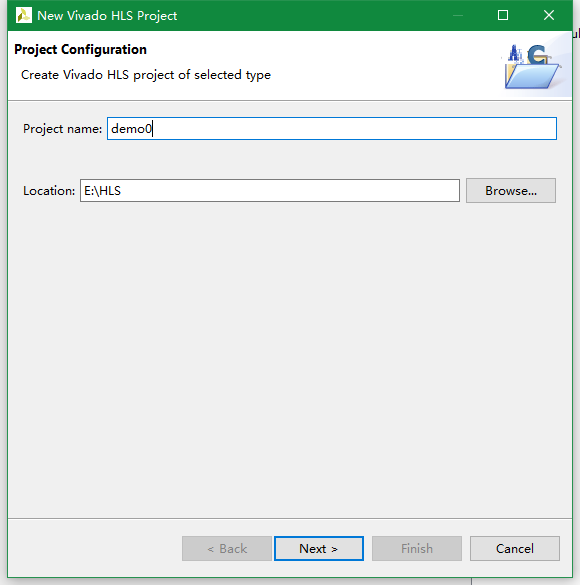 New Vivado HLS Project
Project Configuration
Create Vivado HLS project of selected type
Project name: demo0
Location: E:\HLS Browse...
< Back Next > Finish Cancel